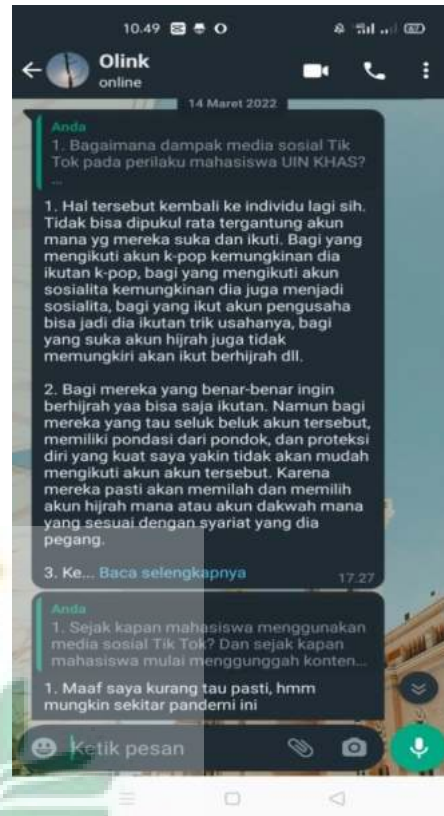 10.49
Olink
online
14 Maret 2022
Anda
1. Bagaimana dampak media sosial Tik
Tok pada perilaku mahasiswa UIN KHAS?
...
1. Hal tersebut kembali ke individu lagi sih.
Tidak bisa dipukul rata tergantung akun
mana yg mereka suka dan ikuti. Bagi yang
mengikuti akun k-pop kemungkinan dia
ikutan k-pop, bagi yang mengikuti akun
sosialita kemungkinan dia juga menjadi
sosialita, bagi yang ikut akun pengusaha
bisa jadi dia ikutan trik usahanya, bagi
yang suka akun hijrah juga tidak
memungkiri akan ikut berhijrah dll.
2. Bagi mereka yang benar-benar ingin
berhijrah yaa bisa saja ikutan. Namun bagi
mereka yang tau seluk beluk akun tersebut,
memiliki pondasi dari pondok, dan proteksi
diri yang kuat saya yakin tidak akan mudah
mengikuti akun akun tersebut. Karena
mereka pasti akan memilah dan memilih
akun hijrah mana atau akun dakwah mana
yang sesuai dengan syariat yang dia
pegang.
3. Ke... Baca selengkapnya
17.27
Anda
1. Sejak kapan mahasiswa menggunakan
media sosial Tik Tok? Dan sejak kapan
mahasiswa mulai menggunggah konten...
1. Maaf saya kurang tau pasti, hmm
mungkin sekitar pandemi ini
Ketik pesan